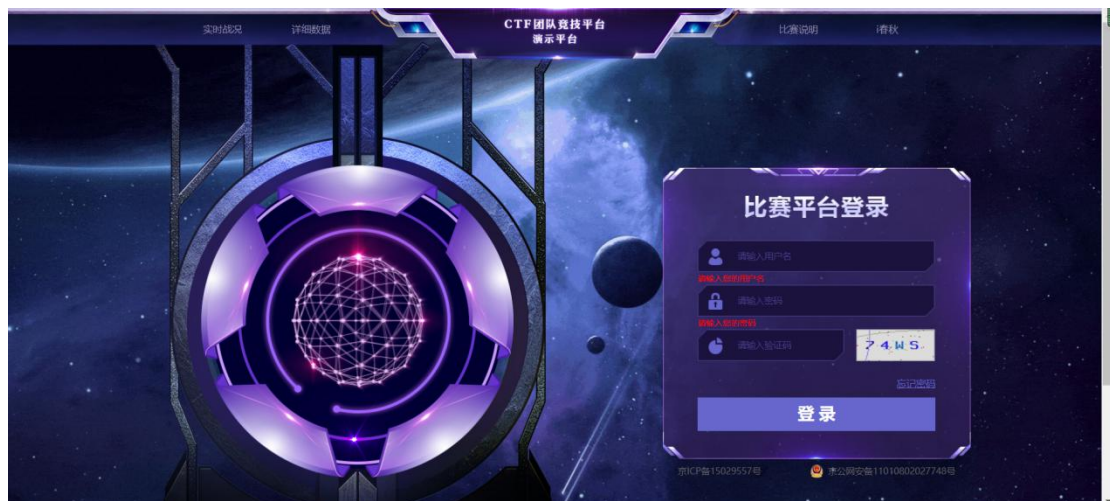 实时战况
详细数据
CTF团队竞技平台
演示平台
比赛说明
i春秋
比赛平台登录
请输入用户名
请输入您的用户名
请输入密码
请输入您的密码
请输入验证码
74WS
忘记密码
登录
京ICP备15029557号
京公网安备11010802027748号